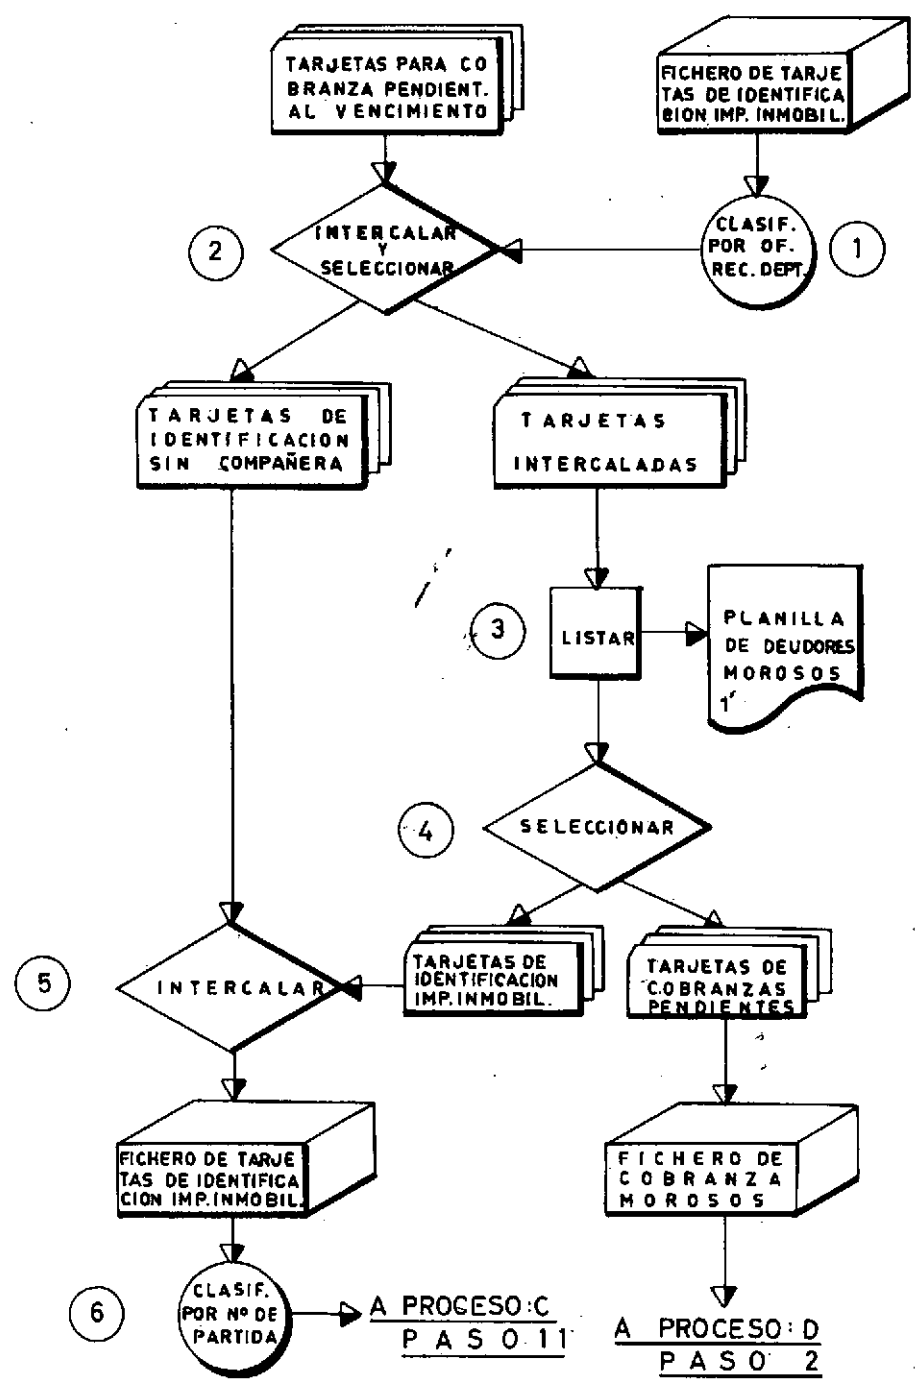 TARJETAS PARA CO
BRANZA PENDIENT.
AL VENCIMIENTO
FICHERO DE TARJE
TAS DE IDENTIFICA
CION IMP. INMOBIL.
2
INTERCALAR
Y
SELECCIONAR
CLASIF.
POR OF.
REC. DEPT.
1
TARJETAS DE
IDENTIFICACION
SIN COMPAÑERA
TARJETAS
INTERCALADAS
3
LISTAR
PLANILLA
DE DEUDORES
MOROSOS
1
4
SELECCIONAR
5
INTERCALAR
TARJETAS DE
IDENTIFICACION
IMP. INMOBIL.
TARJETAS DE
COBRANZAS
PENDIENTES
FICHERO DE TARJE
TAS DE IDENTIFICA
CION IMP. INMOBIL.
FICHERO DE
COBRANZA
MOROSOS
6
CLASIF.
POR Nº DE
PARTIDA
A PROCESO: C
PASO 11
A PROCESO: D
PASO 2